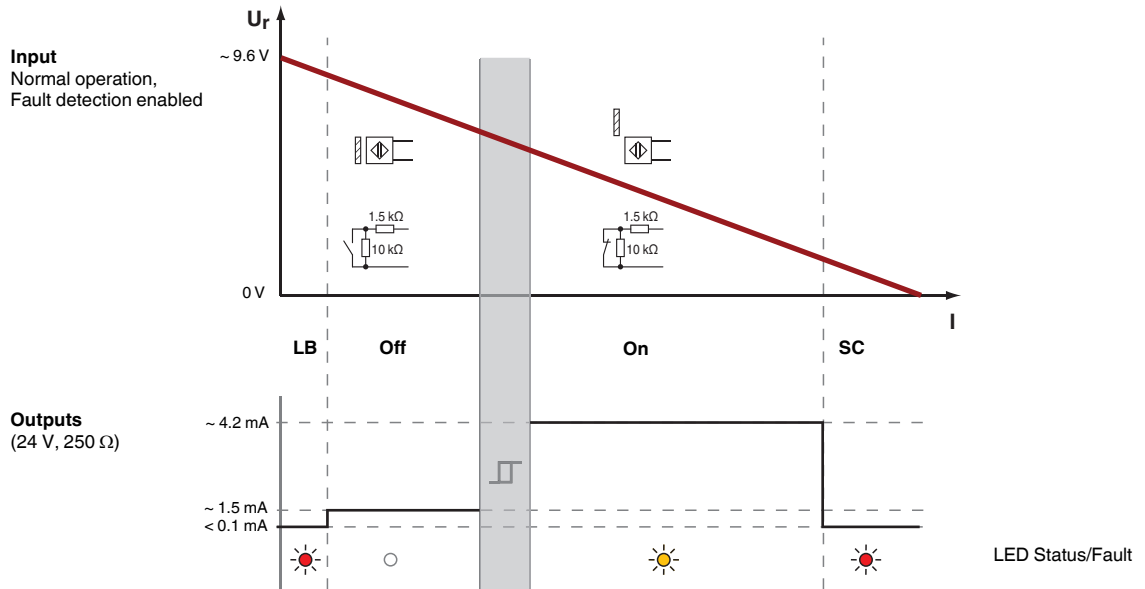 Ur
Input
Normal operation,
Fault detection enabled
~ 9.6 V
1.5 kΩ
10 kΩ
1.5 kΩ
10 kΩ
0 V
I
LB Off On SC
Outputs
(24 V, 250 Ω)
~ 4.2 mA
~ 1.5 mA
< 0.1 mA
LED Status/Fault